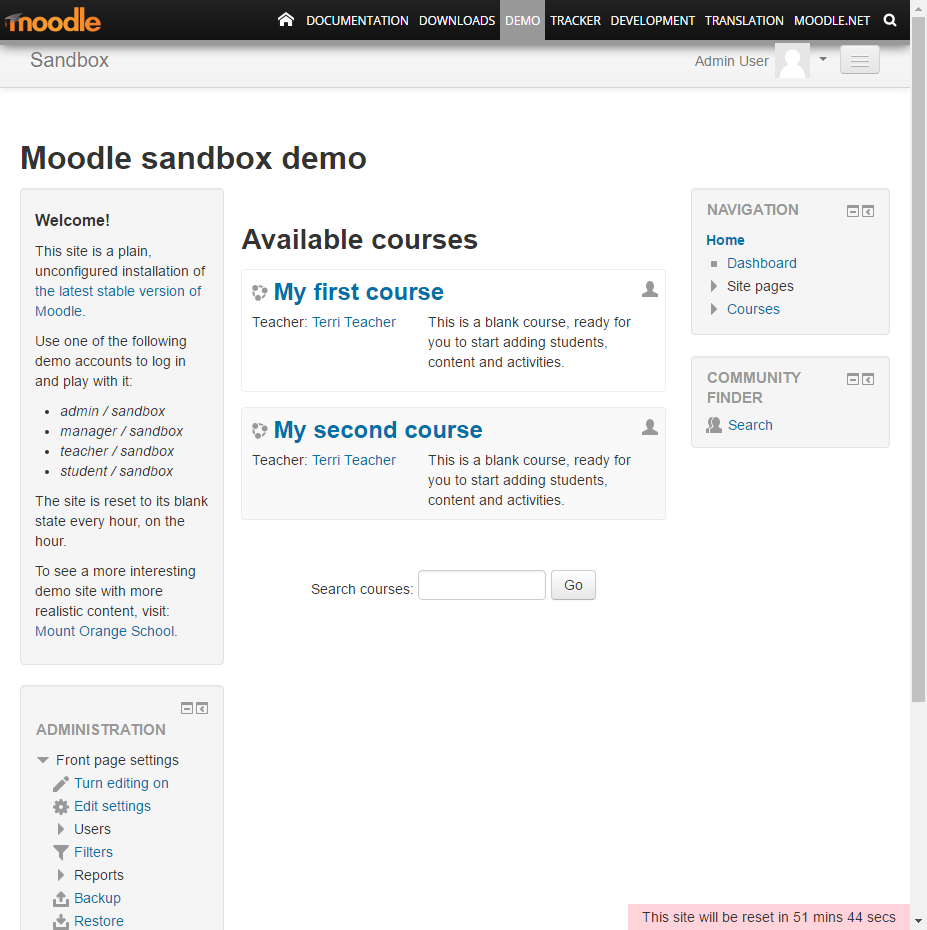 moodle
DOCUMENTATION DOWNLOADS DEMO TRACKER DEVELOPMENT TRANSLATION MOODLE.NET
Sandbox
Admin User
Moodle sandbox demo
Welcome!
This site is a plain,
unconfigured installation of
the latest stable version of
Moodle.
Use one of the following
demo accounts to log in
and play with it:
admin / sandbox
manager / sandbox
teacher / sandbox
student / sandbox
The site is reset to its blank
state every hour, on the
hour.
To see a more interesting
demo site with more
realistic content, visit:
Mount Orange School.
ADMINISTRATION
Front page settings
Turn editing on
Edit settings
Users
Filters
Reports
Backup
Restore
Available courses
My first course
Teacher: Terri Teacher
This is a blank course, ready for
you to start adding students,
content and activities.
My second course
Teacher: Terri Teacher
This is a blank course, ready for
you to start adding students,
content and activities.
Search courses:
Go
NAVIGATION
Home
Dashboard
Site pages
Courses
COMMUNITY
FINDER
Search
This site will be reset in 51 mins 44 secs